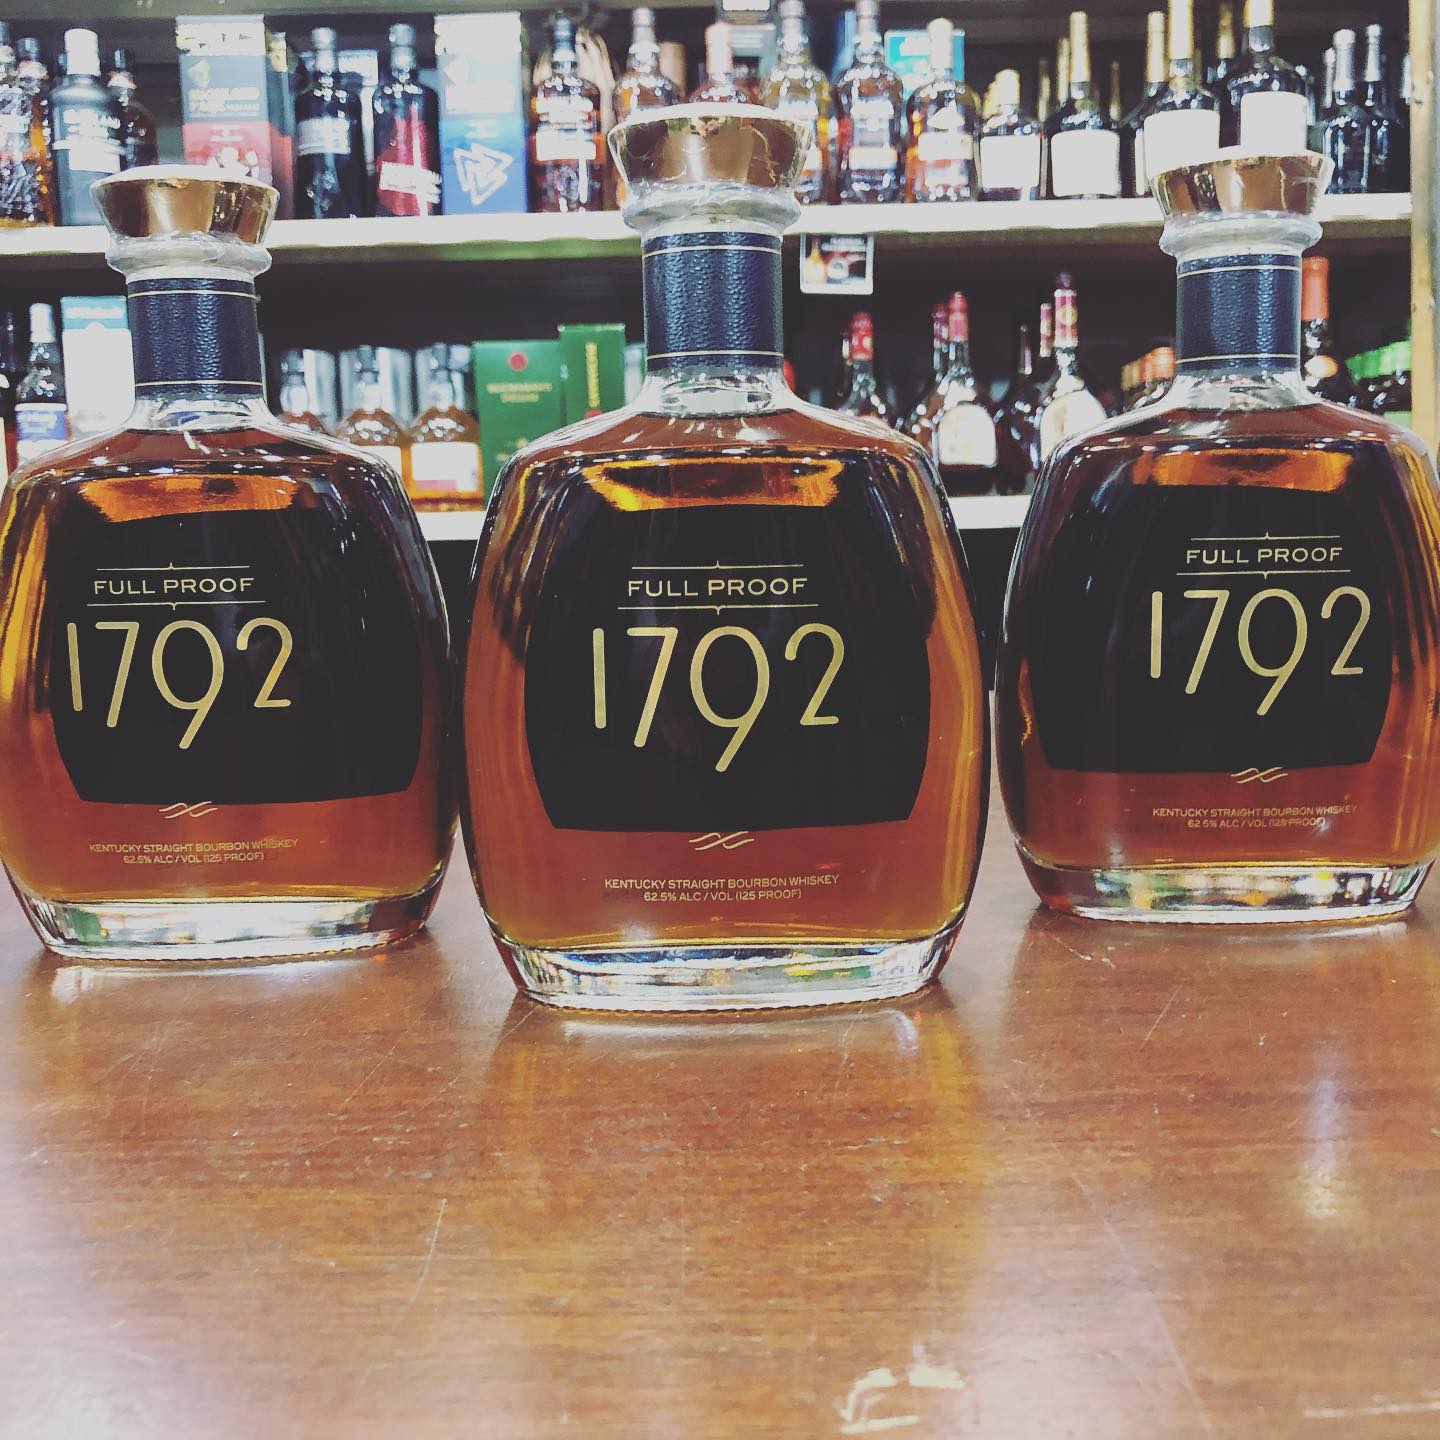 FULL PROOF
1792
KENTUCKY STRAIGHT BOURBON WHISKEY
62.5% ALC / VOL (125 PROOF)
FULL PROOF
1792
KENTUCKY STRAIGHT BOURBON WHISKEY
62.5% ALC / VOL (125 PROOF)
FULL PROOF
1792
KENTUCKY STRAIGHT BOURBON WHISKEY
62.5% ALC / VOL (125 PROOF)